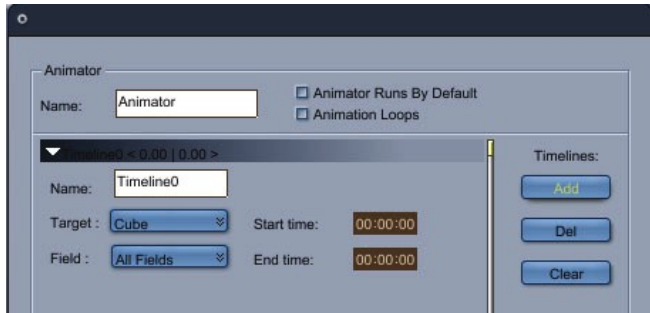 Animator
Name: Animator
Animator Runs By Default
Animation Loops
Timeline0 < 0.00 | 0.00 >
Timelines:
Name: Timeline0
Add
Target : Cube Start time: 00:00:00
Del
Field : All Fields End time: 00:00:00
Clear